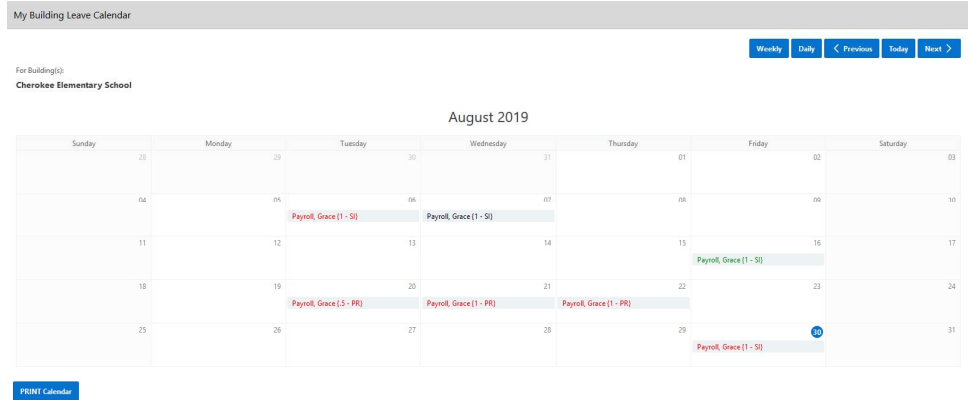 My Building Leave Calendar
Weekly Daily < Previous Today Next >
For Building(s):
Cherokee Elementary School
August 2019
Sunday Monday Tuesday Wednesday Thursday Friday Saturday
28 29 30 31 01 02 03
04 05 06 07 08 09 10
Payroll, Grace (1 - SI) Payroll, Grace (1 - SI)
11 12 13 14 15 16 17
Payroll, Grace (1 - SI)
18 19 20 21 22 23 24
Payroll, Grace (.5 - PR) Payroll, Grace (1 - PR) Payroll, Grace (1 - PR)
25 26 27 28 29 30 31
Payroll, Grace (1 - SI)
PRINT Calendar